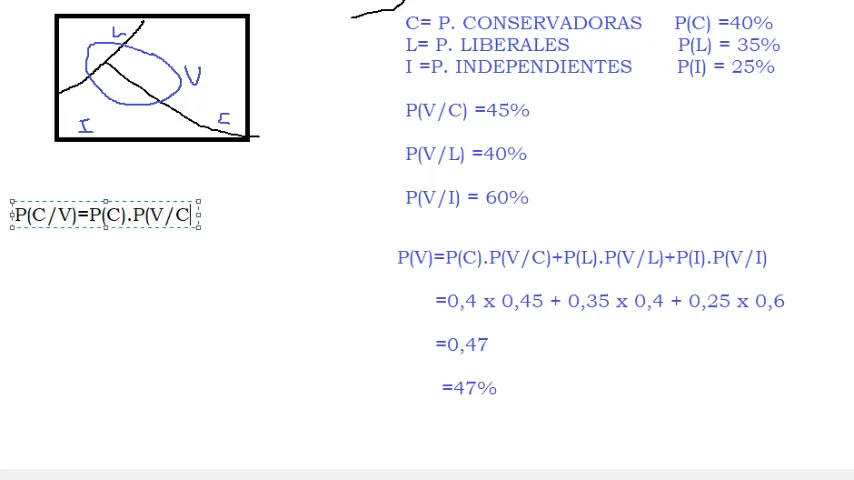 L
V
I
C
P(C/V)=P(C).P(V/C
C= P. CONSERVADORAS P(C) =40%
L= P. LIBERALES P(L) = 35%
I =P. INDEPENDIENTES P(I) = 25%
P(V/C) =45%
P(V/L) =40%
P(V/I) = 60%
P(V)=P(C).P(V/C)+P(L).P(V/L)+P(I).P(V/I)
=0,4 x 0,45 + 0,35 x 0,4 + 0,25 x 0,6
=0,47
=47%